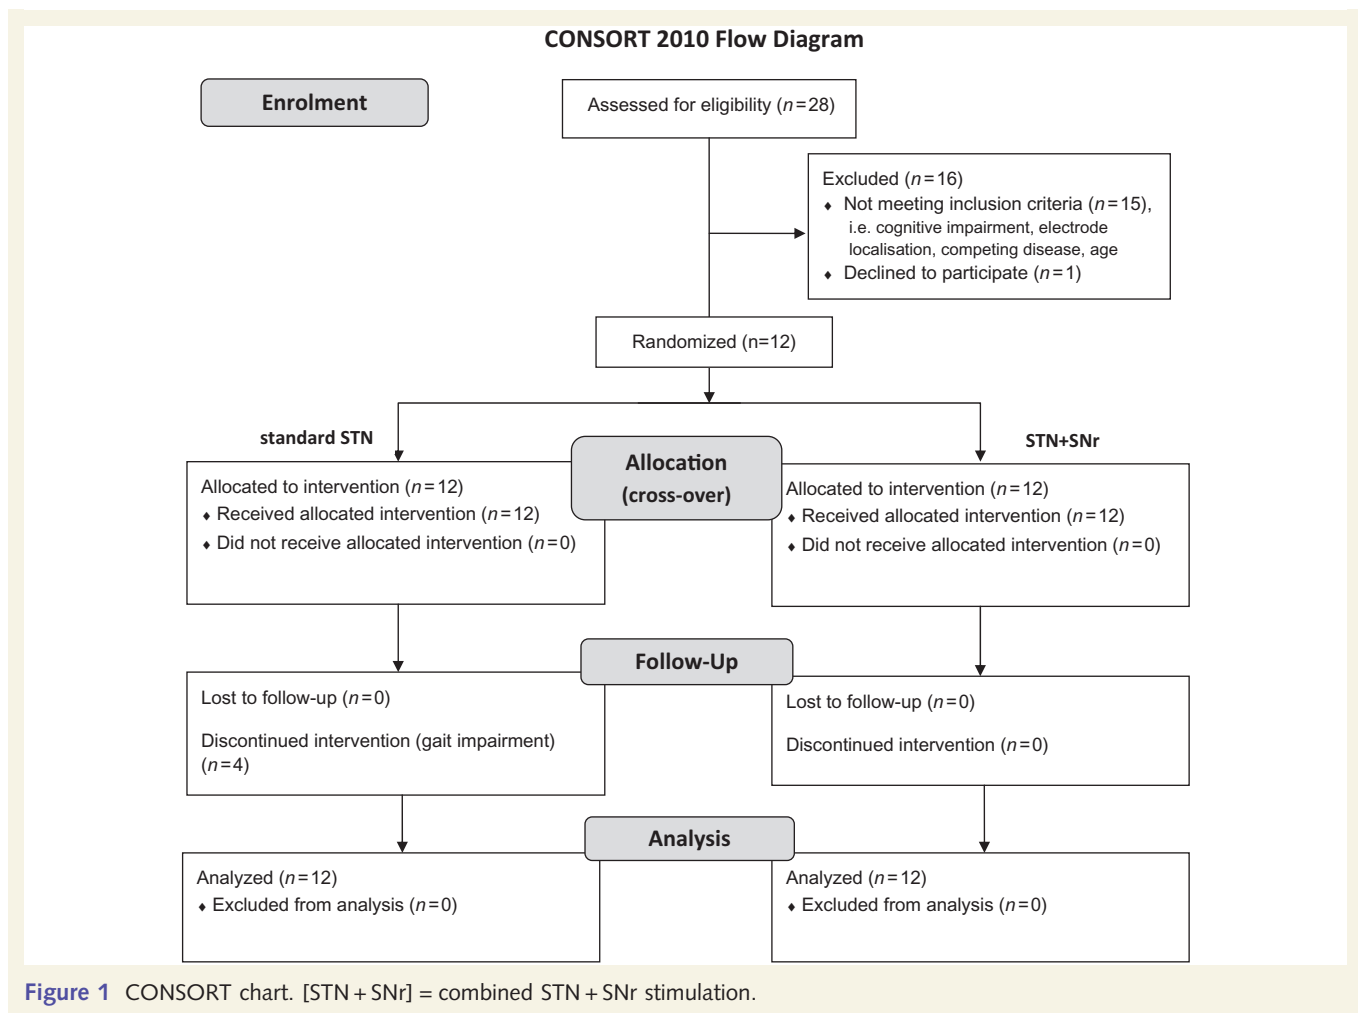 CONSORT 2010 Flow Diagram
Enrolment
Assessed for eligibility (n=28)
Excluded (n=16)
♦ Not meeting inclusion criteria (n=15),
i.e. cognitive impairment, electrode
localisation, competing disease, age
♦ Declined to participate (n=1)
Randomized (n=12)
standard STN
STN+SNr
Allocation
(cross-over)
Allocated to intervention (n=12)
♦ Received allocated intervention (n=12)
♦ Did not receive allocated intervention (n=0)
Allocated to intervention (n=12)
♦ Received allocated intervention (n=12)
♦ Did not receive allocated intervention (n=0)
Follow-Up
Lost to follow-up (n=0)
Discontinued intervention (gait impairment)
(n=4)
Lost to follow-up (n=0)
Discontinued intervention (n=0)
Analysis
Analyzed (n=12)
♦ Excluded from analysis (n=0)
Analyzed (n=12)
♦ Excluded from analysis (n=0)
Figure 1 CONSORT chart. [STN + SNr] = combined STN + SNr stimulation.